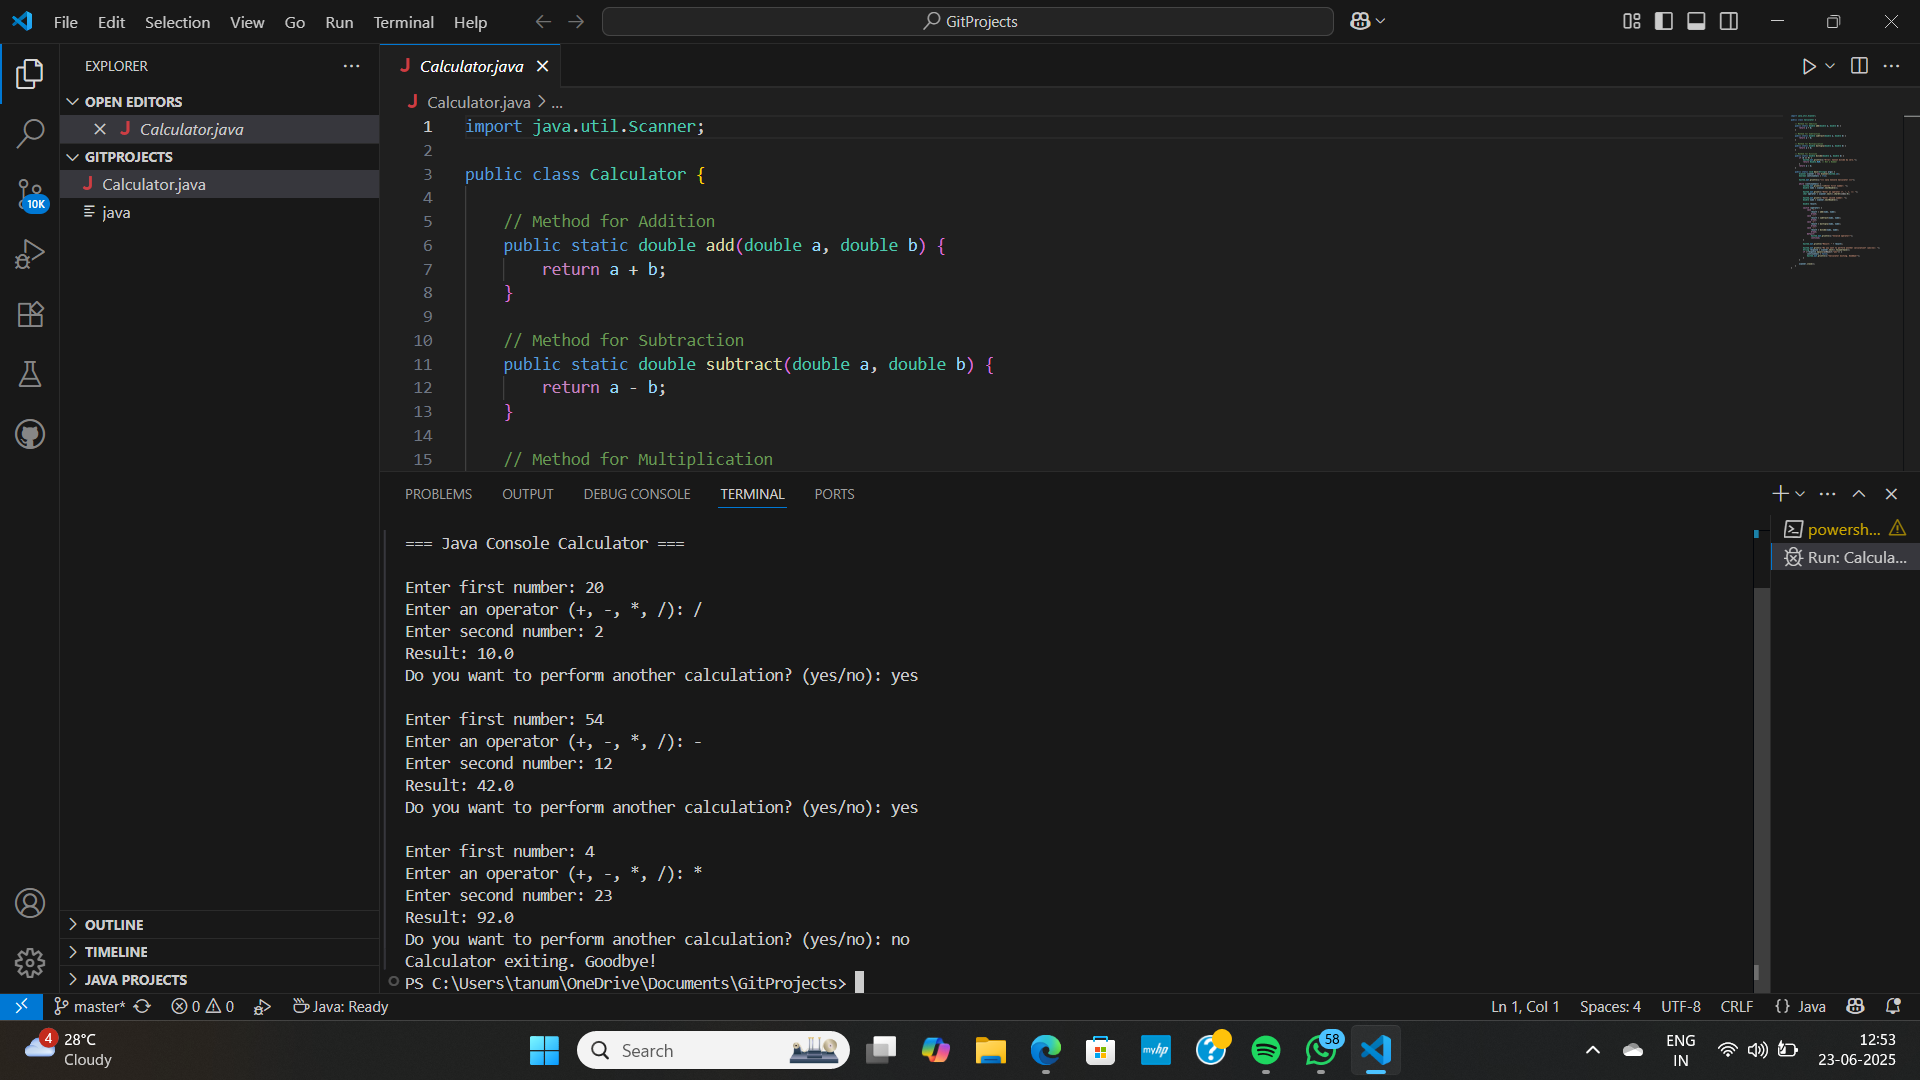 File Edit Selection View Go Run Terminal Help
GitProjects
EXPLORER
OPEN EDITORS
Calculator.java
GITPROJECTS
Calculator.java
java
10K
OUTLINE
TIMELINE
JAVA PROJECTS
Calculator.java
Calculator.java > ...
1 import java.util.Scanner;
2
3 public class Calculator {
4
5 // Method for Addition
6 public static double add(double a, double b) {
7 return a + b;
8 }
9
10 // Method for Subtraction
11 public static double subtract(double a, double b) {
12 return a - b;
13 }
14
15 // Method for Multiplication
PROBLEMS OUTPUT DEBUG CONSOLE TERMINAL PORTS
powersh...
Run: Calcula...
=== Java Console Calculator ===
Enter first number: 20
Enter an operator (+, -, *, /): /
Enter second number: 2
Result: 10.0
Do you want to perform another calculation? (yes/no): yes
Enter first number: 54
Enter an operator (+, -, *, /): -
Enter second number: 12
Result: 42.0
Do you want to perform another calculation? (yes/no): yes
Enter first number: 4
Enter an operator (+, -, *, /): *
Enter second number: 23
Result: 92.0
Do you want to perform another calculation? (yes/no): no
Calculator exiting. Goodbye!
PS C:\Users\tanum\OneDrive\Documents\GitProjects>
master* 0 0 Java: Ready
Ln 1, Col 1 Spaces: 4 UTF-8 CRLF {} Java
4
28°C
Cloudy
Search
myhp
58
ENG
IN
12:53
23-06-2025